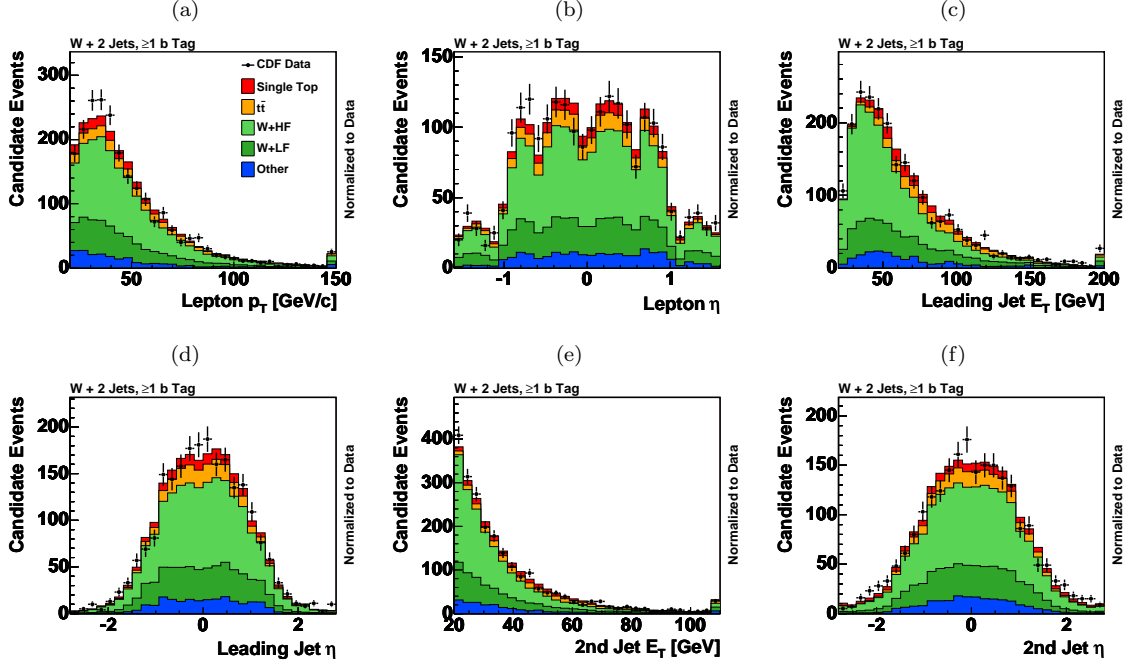 (a)
W + 2 Jets, ≥1 b Tag
Candidate Events
300
200
100
0
50
100
150
Lepton p_T [GeV/c]
Normalized to Data
CDF Data
Single Top
tt̄
W+HF
W+LF
Other
(b)
W + 2 Jets, ≥1 b Tag
Candidate Events
150
100
50
0
-1
0
1
Lepton η
Normalized to Data
(c)
W + 2 Jets, ≥1 b Tag
Candidate Events
200
100
0
50
100
150
200
Leading Jet E_T [GeV]
Normalized to Data
(d)
W + 2 Jets, ≥1 b Tag
Candidate Events
200
150
100
50
0
-2
0
2
Leading Jet η
Normalized to Data
(e)
W + 2 Jets, ≥1 b Tag
Candidate Events
400
300
200
100
0
20
40
60
80
100
2nd Jet E_T [GeV]
Normalized to Data
(f)
W + 2 Jets, ≥1 b Tag
Candidate Events
200
150
100
50
0
-2
0
2
2nd Jet η
Normalized to Data